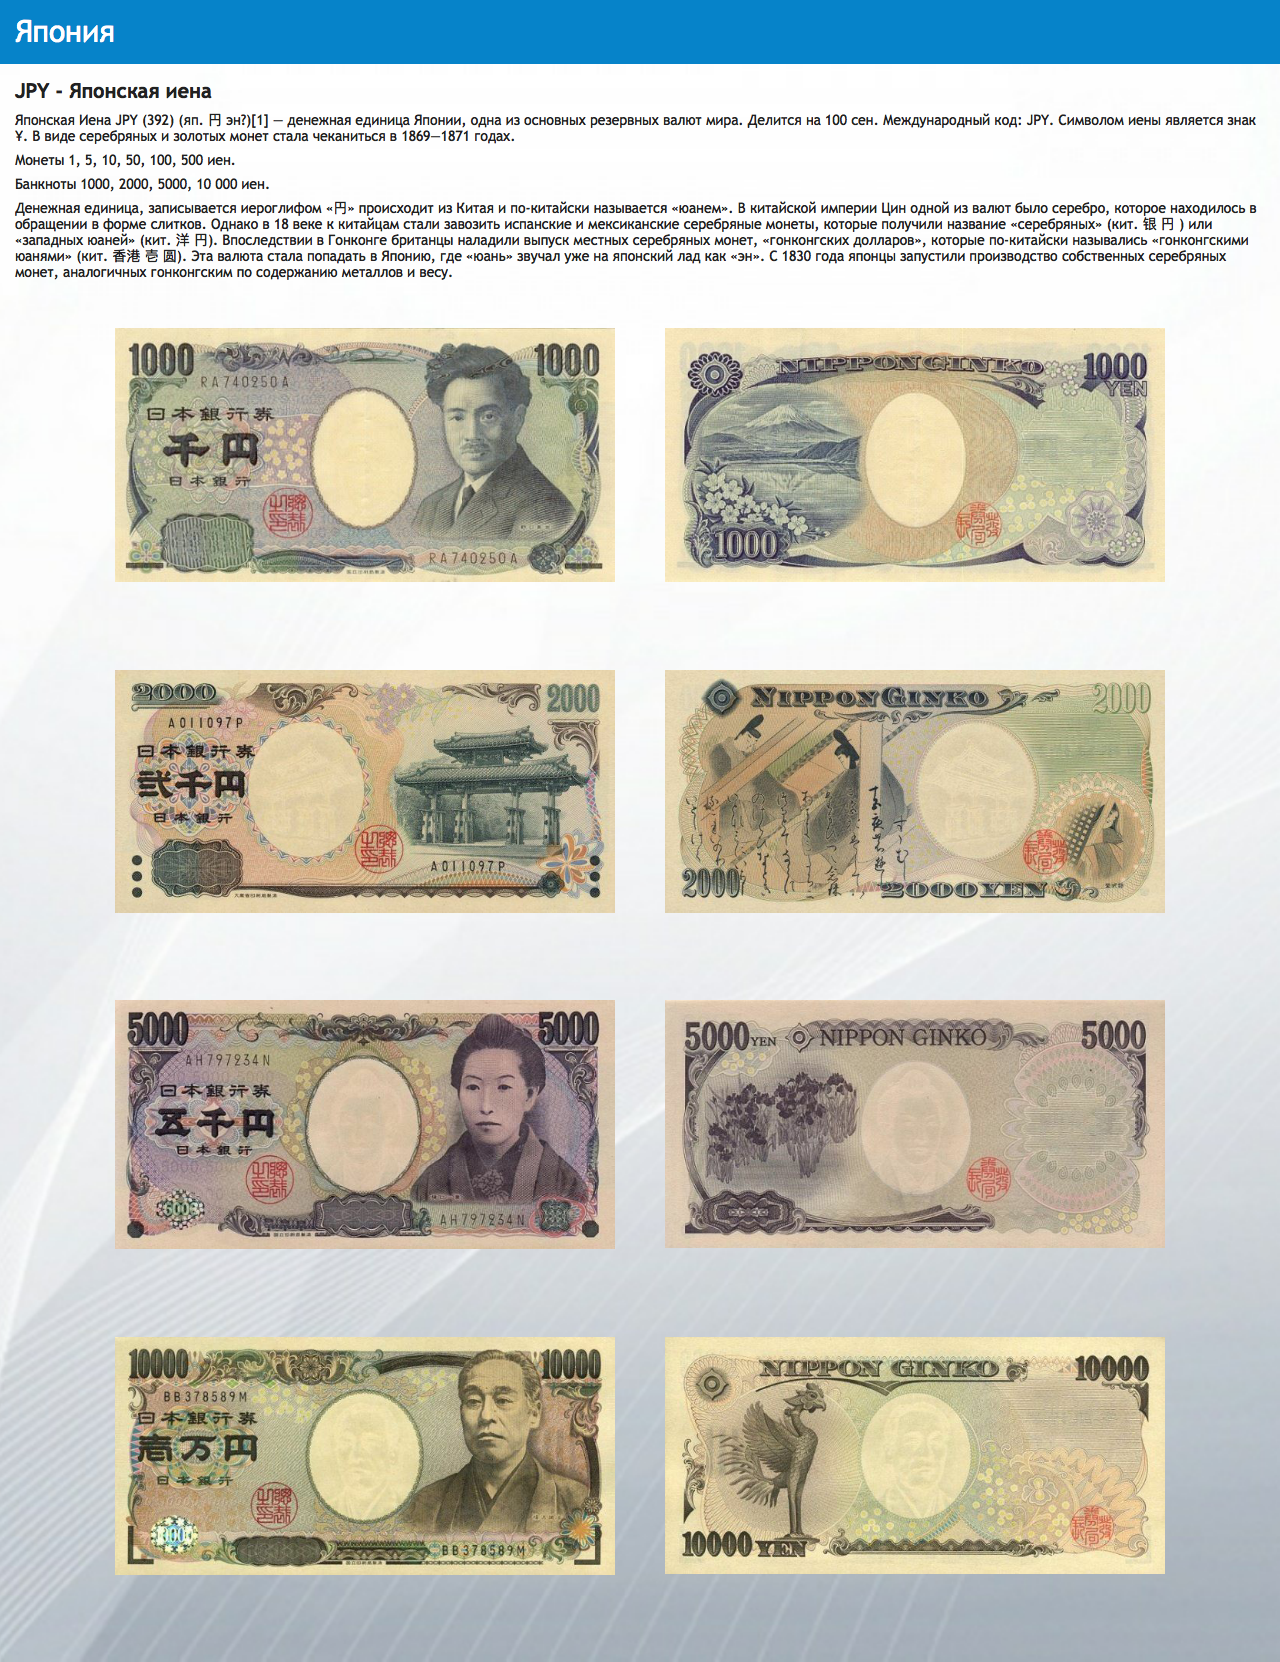 Япония
JPY - Японская иена
Японская Иена JPY (392) (яп. 円 эн?)[1] — денежная единица Японии, одна из основных резервных валют мира. Делится на 100 сен. Международный код: JPY. Символом иены является знак
¥. В виде серебряных и золотых монет стала чеканиться в 1869—1871 годах.
Монеты 1, 5, 10, 50, 100, 500 иен.
Банкноты 1000, 2000, 5000, 10 000 иен.
Денежная единица, записывается иероглифом «円» происходит из Китая и по-китайски называется «юанем». В китайской империи Цин одной из валют было серебро, которое находилось в
обращении в форме слитков. Однако в 18 веке к китайцам стали завозить испанские и мексиканские серебряные монеты, которые получили название «серебряных» (кит. 银 円 ) или
«западных юаней» (кит. 洋 円). Впоследствии в Гонконге британцы наладили выпуск местных серебряных монет, «гонконгских долларов», которые по-китайски назывались «гонконгскими
юанями» (кит. 香港 壱 圆). Эта валюта стала попадать в Японию, где «юань» звучал уже на японский лад как «эн». С 1830 года японцы запустили производство собственных серебряных
монет, аналогичных гонконгским по содержанию металлов и весу.
1000 1000
RA740250A
日本銀行券
千円
日本銀行
RA740250A
NIPPON GINKO 1000
YEN
1000
2000 2000
A011097P
日本銀行券
弐千円
日本銀行
A011097P
NIPPON GINKO 2000
2000 2000 YEN
5000 5000
AH797234N
日本銀行券
五千円
日本銀行
AH797234N
5000 YEN NIPPON GINKO 5000
10000 10000
BB378589M
日本銀行券
壱万円
日本銀行
BB378589M
NIPPON GINKO 10000
10000 YEN